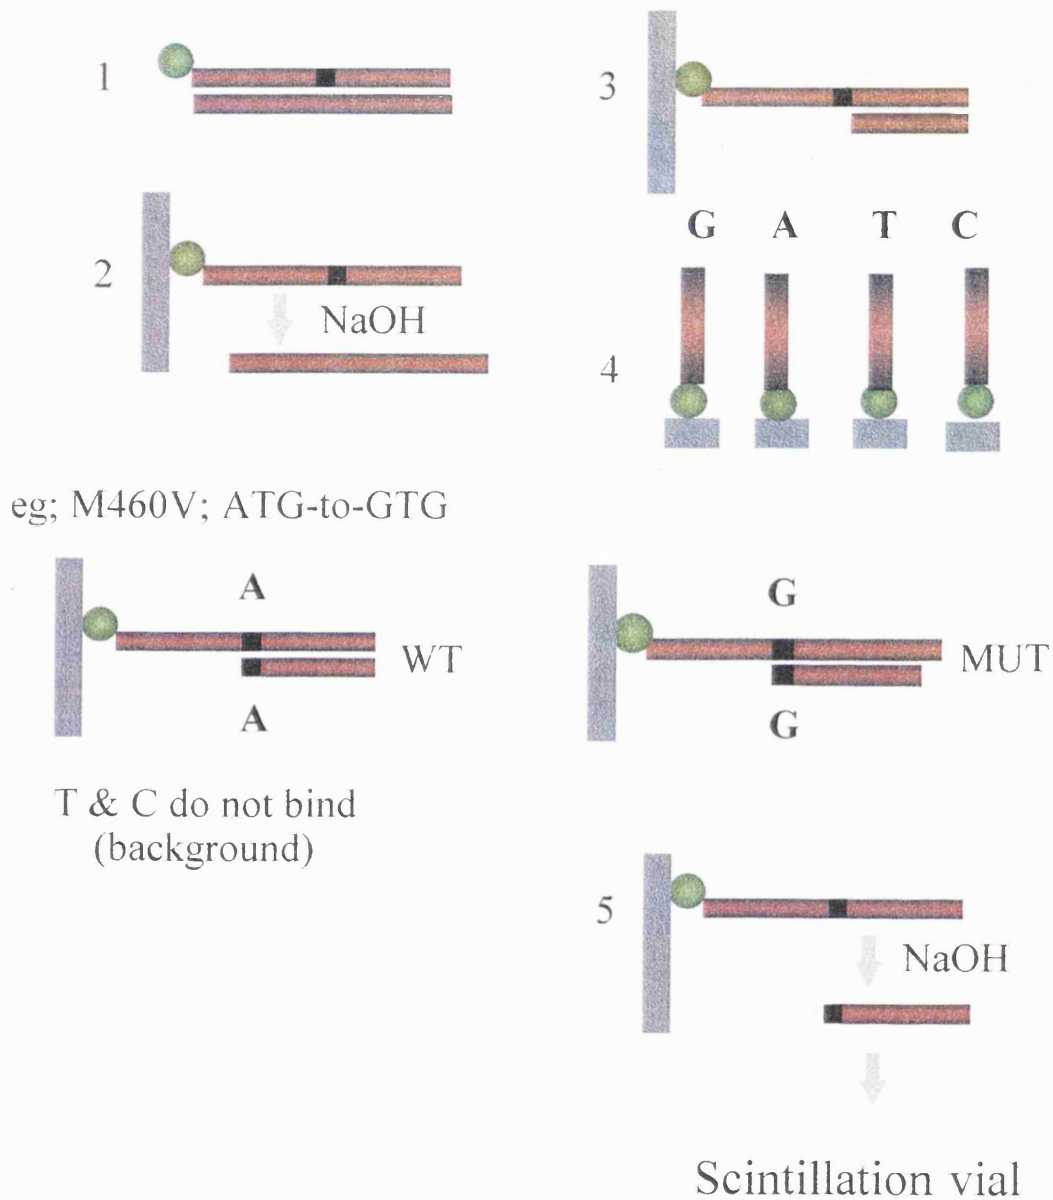 1
3
G A T C
2
NaOH
4
eg; M460V; ATG-to-GTG
A
WT
A
G
MUT
G
T & C do not bind
(background)
5
NaOH
Scintillation vial